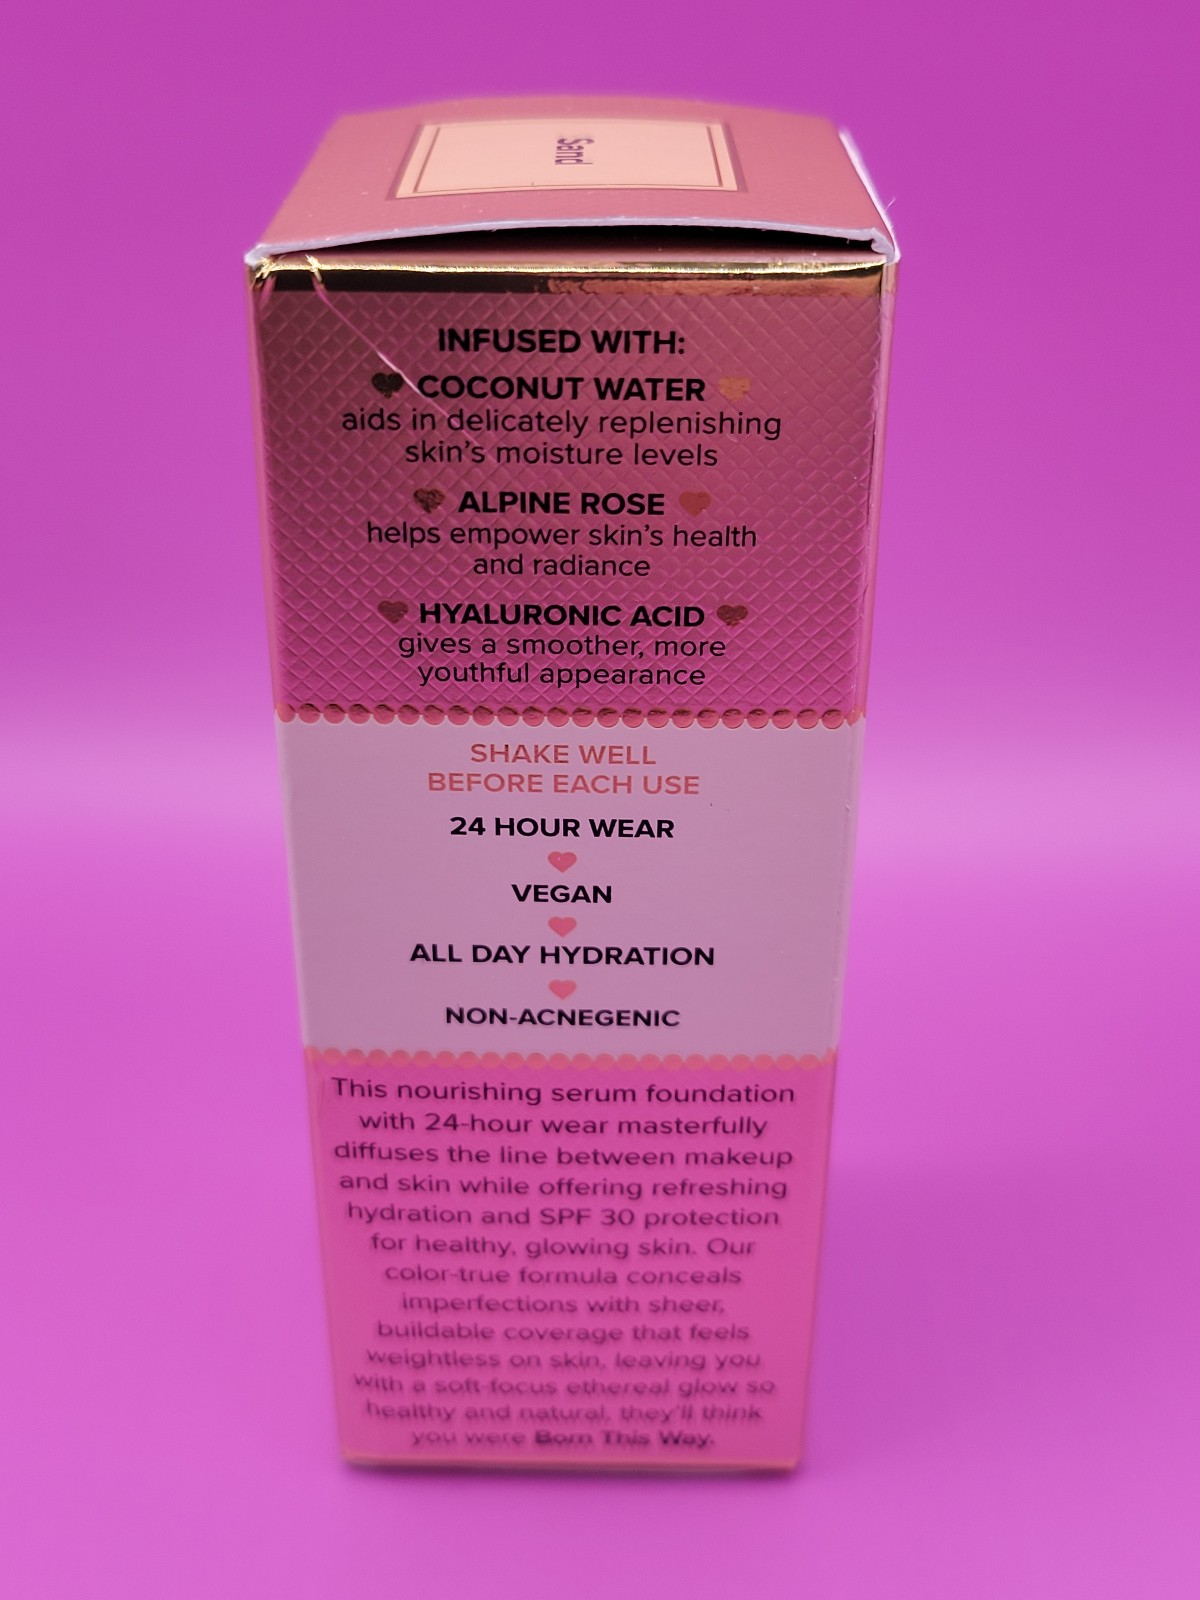 Sand
INFUSED WITH:
COCONUT WATER
aids in delicately replenishing
skin's moisture levels
ALPINE ROSE
helps empower skin's health
and radiance
HYALURONIC ACID
gives a smoother, more
youthful appearance
SHAKE WELL
BEFORE EACH USE
24 HOUR WEAR
VEGAN
ALL DAY HYDRATION
NON-ACNEGENIC
This nourishing serum foundation
with 24-hour wear masterfully
diffuses the line between makeup
and skin while offering refreshing
hydration and SPF 30 protection
for healthy, glowing skin. Our
color-true formula conceals
imperfections with sheer,
buildable coverage that feels
weightless on skin, leaving you
with a soft-focus ethereal glow so
healthy and natural, they'll think
you were Born This Way.